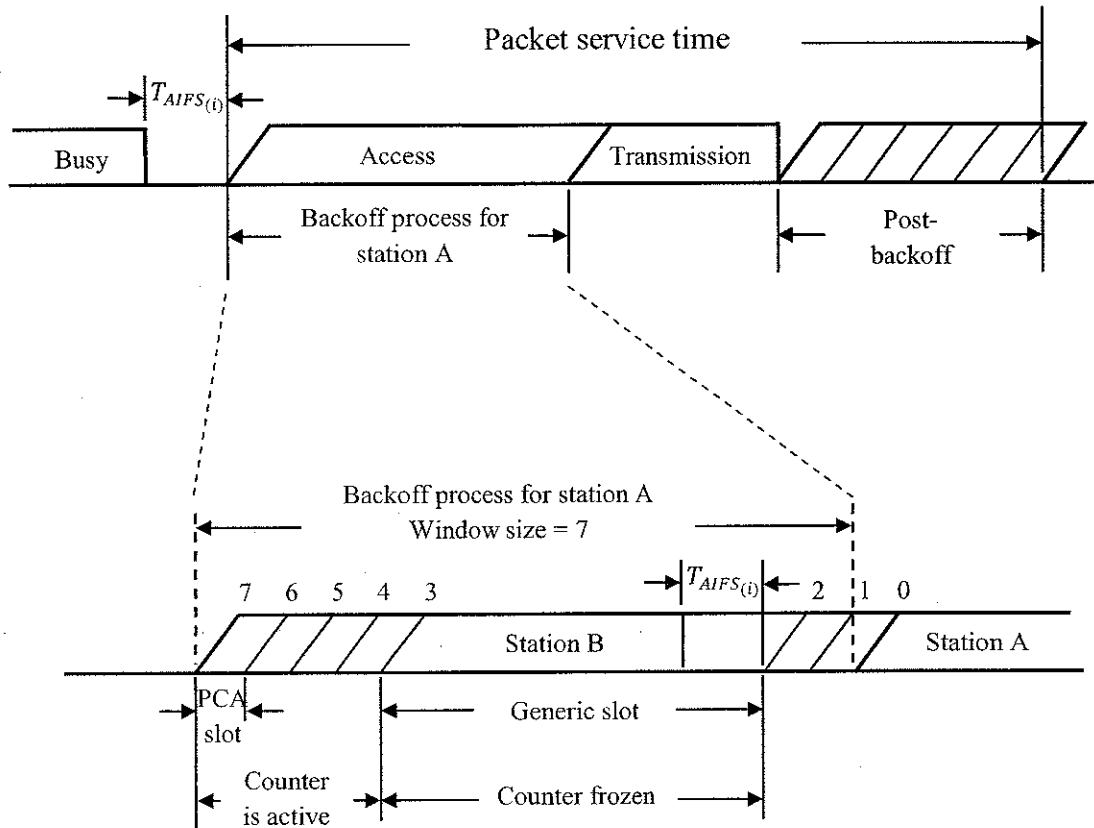 Packet service time
T_AIFS(i)
Busy
Access
Transmission
Backoff process for
station A
Post-
backoff
Backoff process for station A
Window size = 7
7 6 5 4 3
T_AIFS(i)
2 1 0
Station B
Station A
PCA
slot
Generic slot
Counter
is active
Counter frozen